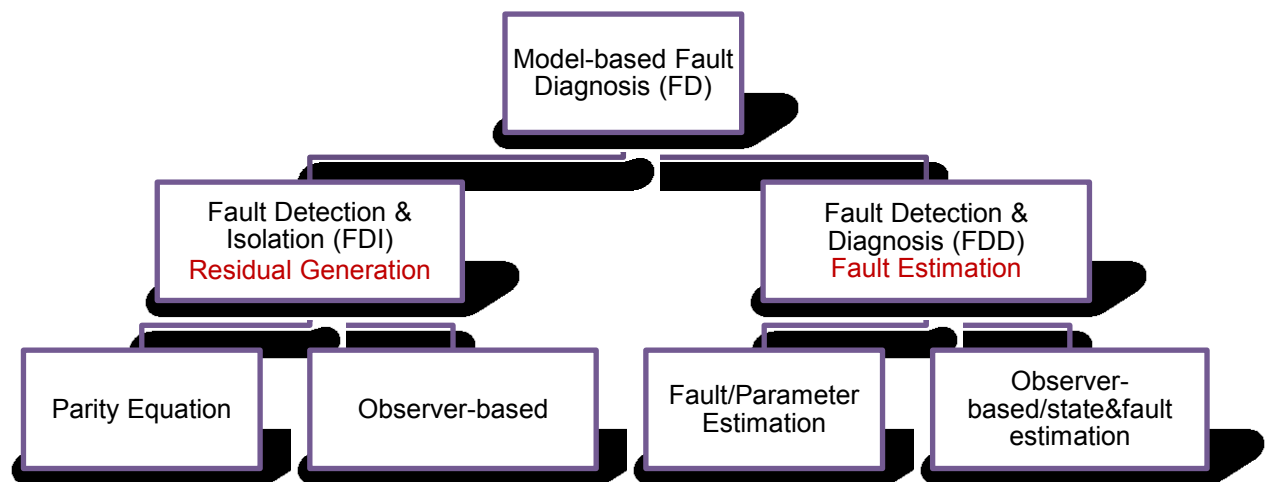 Model-based Fault
Diagnosis (FD)
Fault Detection &
Isolation (FDI)
Residual Generation
Fault Detection &
Diagnosis (FDD)
Fault Estimation
Parity Equation
Observer-based
Fault/Parameter
Estimation
Observer-
based/state&fault
estimation